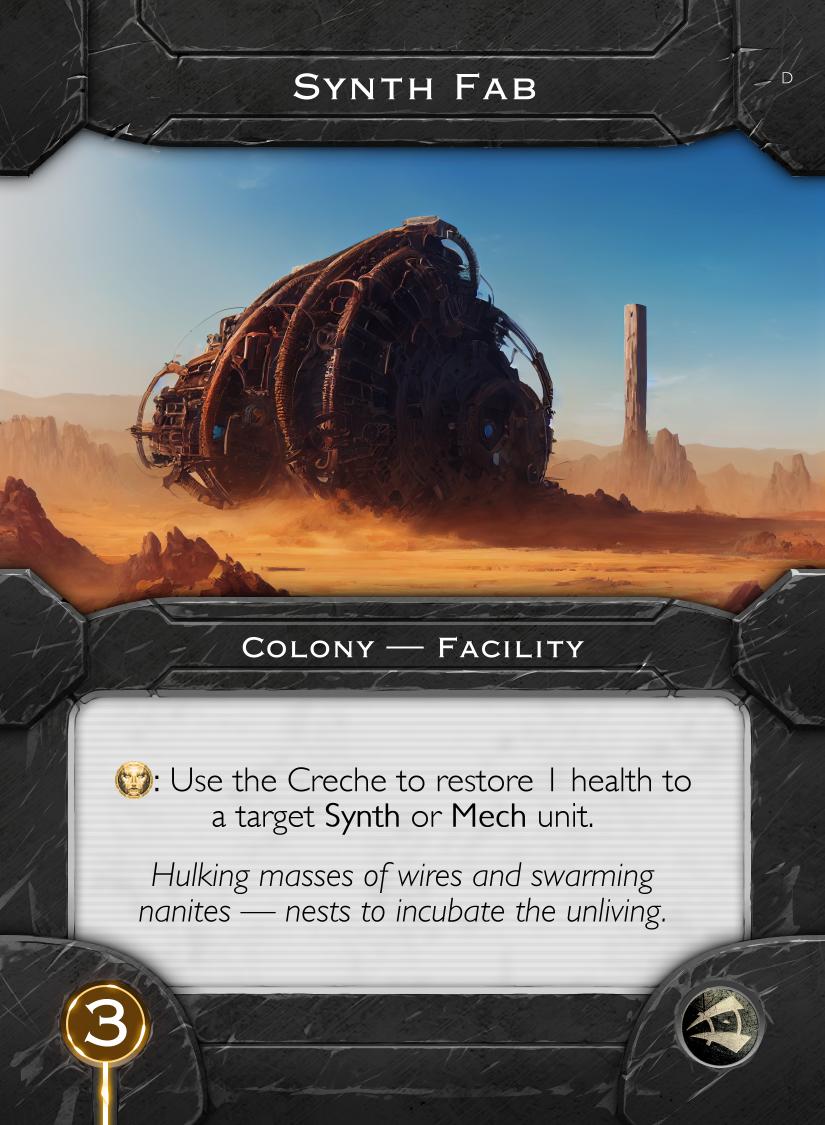 Synth Fab
D
Colony — Facility
: Use the Creche to restore 1 health to
a target Synth or Mech unit.
Hulking masses of wires and swarming
nanites — nests to incubate the unliving.
3